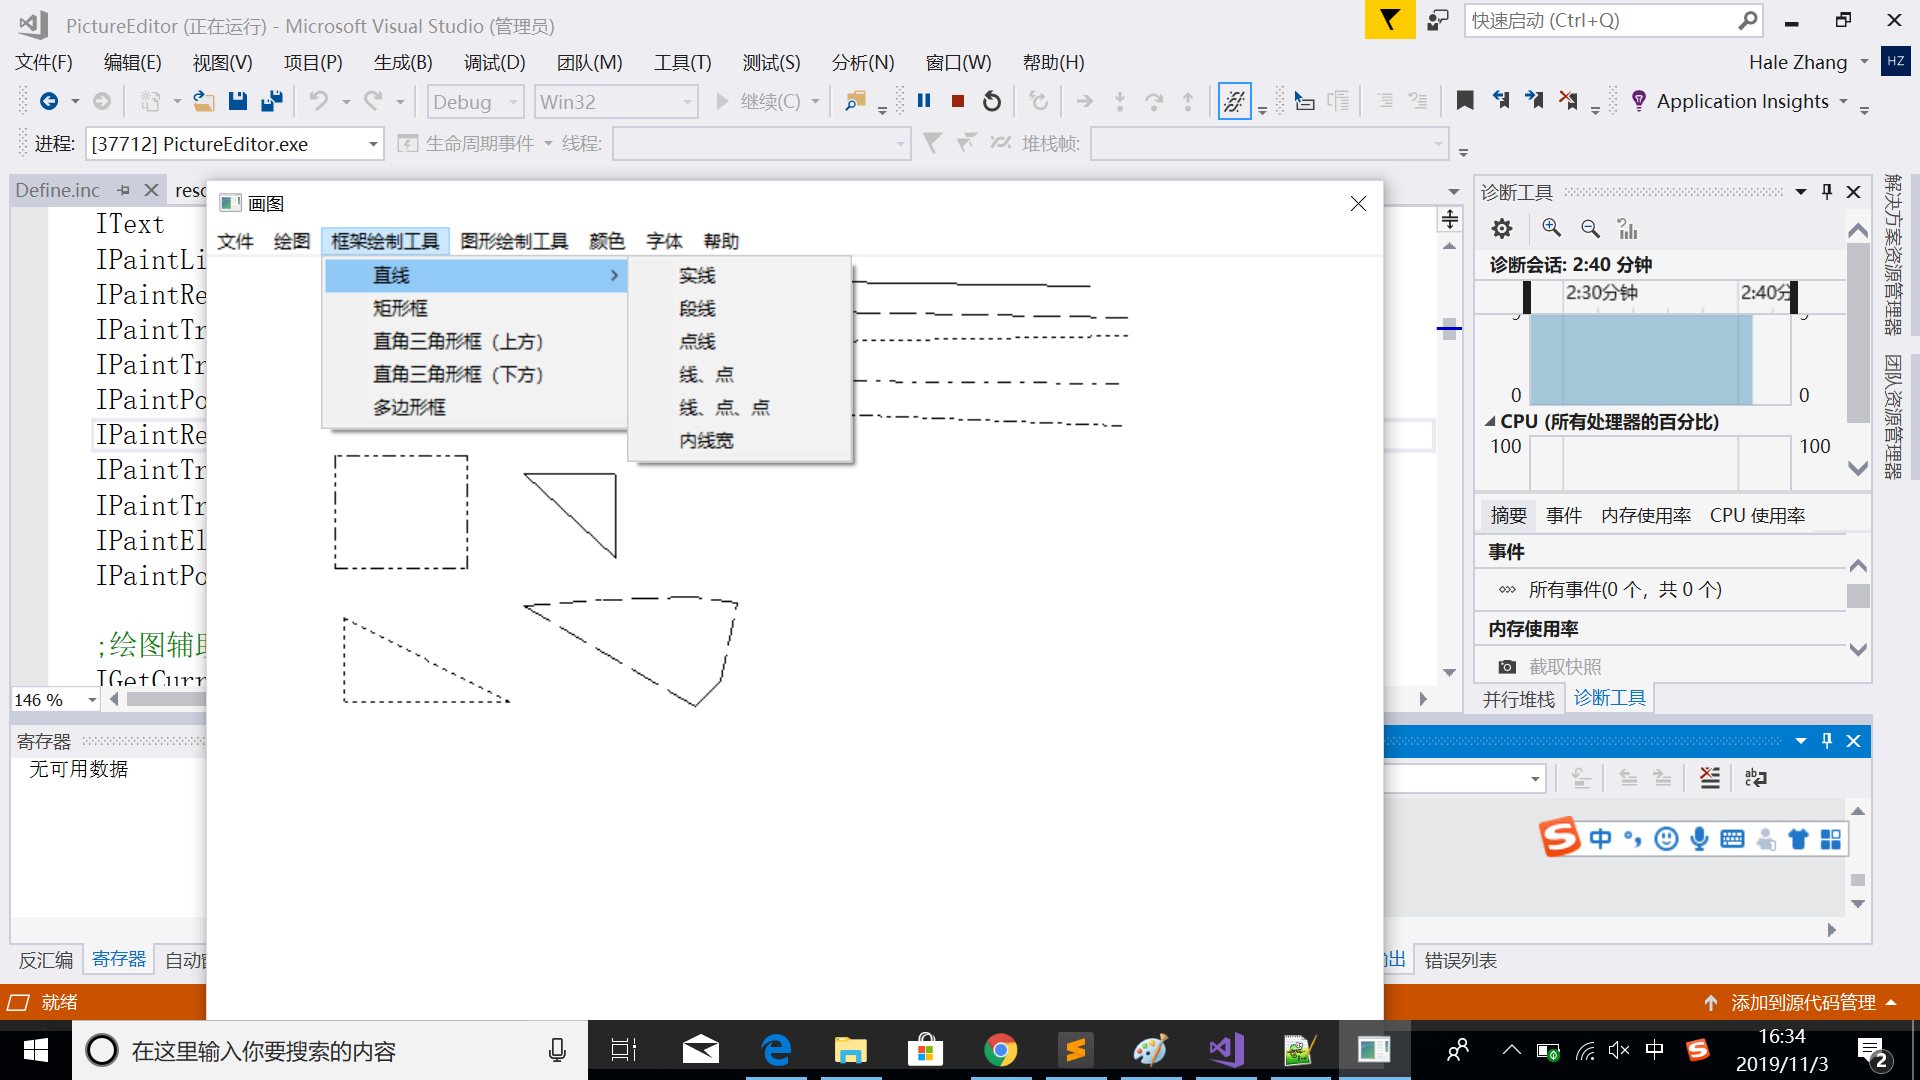 PictureEditor (正在运行) - Microsoft Visual Studio (管理员)
快速启动 (Ctrl+Q)
文件(F) 编辑(E) 视图(V) 项目(P) 生成(B) 调试(D) 团队(M) 工具(T) 测试(S) 分析(N) 窗口(W) 帮助(H)
Hale Zhang HZ
Debug Win32 继续(C) Application Insights
进程: [37712] PictureEditor.exe 生命周期事件 线程: 堆栈帧:
Define.inc reso
画图
文件 绘图 框架绘制工具 图形绘制工具 颜色 字体 帮助
直线
矩形框
直角三角形框 (上方)
直角三角形框 (下方)
多边形框
实线
段线
点线
线、点
线、点、点
内线宽
IText
IPaintLi
IPaintRe
IPaintTr
IPaintTr
IPaintPo
IPaintRe
IPaintTr
IPaintTr
IPaintEl
IPaintPo
;绘图辅助
IGetCurr
146 %
诊断工具
诊断会话: 2:40 分钟
2:30分钟 2:40分
0 0
CPU (所有处理器的百分比)
100 100
摘要 事件 内存使用率 CPU 使用率
事件
所有事件(0 个，共 0 个)
内存使用率
截取快照
并行堆栈 诊断工具
解决方案资源管理器
团队资源管理器
寄存器
无可用数据
反汇编 寄存器 自动窗
出 错误列表
中
就绪
添加到源代码管理
在这里输入你要搜索的内容
中
16:34
2019/11/3
2